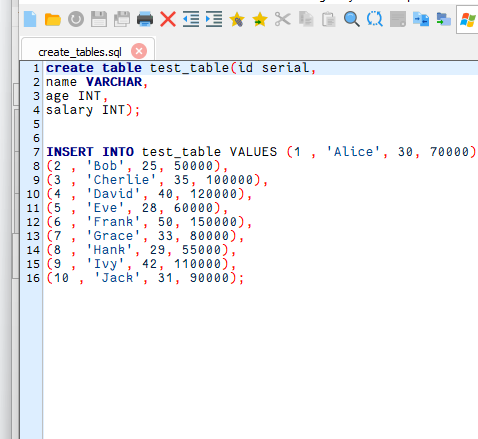 create_tables.sql
1 create table test_table(id serial,
2 name VARCHAR,
3 age INT,
4 salary INT);
5
6
7 INSERT INTO test_table VALUES (1 , 'Alice', 30, 70000)
8 (2 , 'Bob', 25, 50000),
9 (3 , 'Cherlie', 35, 100000),
10 (4 , 'David', 40, 120000),
11 (5 , 'Eve', 28, 60000),
12 (6 , 'Frank', 50, 150000),
13 (7 , 'Grace', 33, 80000),
14 (8 , 'Hank', 29, 55000),
15 (9 , 'Ivy', 42, 110000),
16 (10 , 'Jack', 31, 90000);